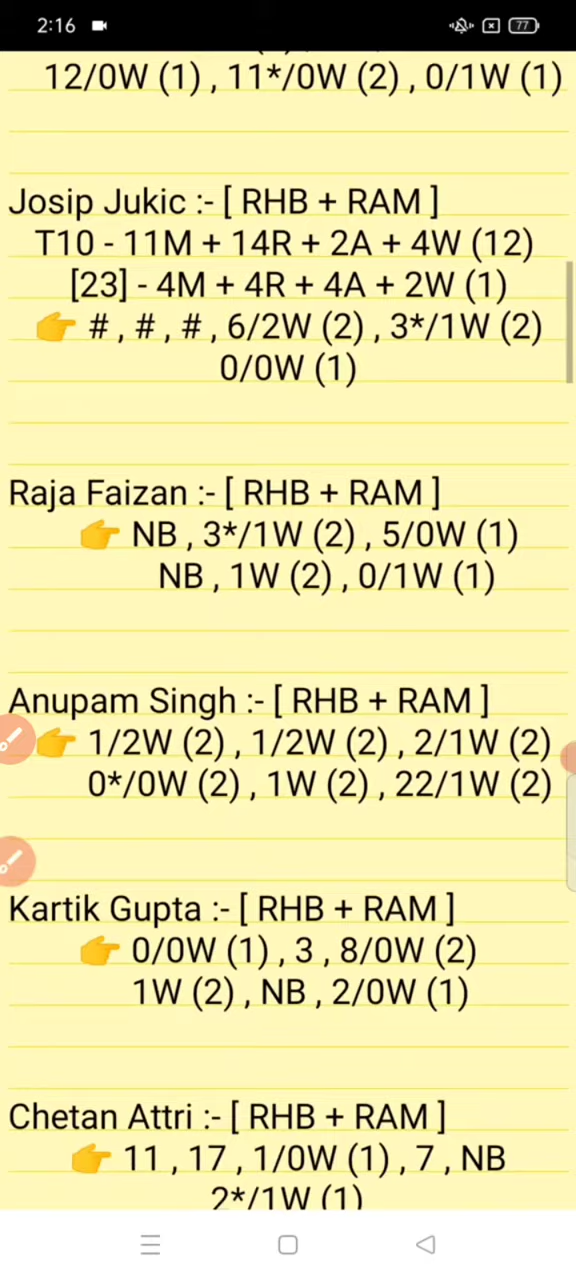 2:16
77
12/0W (1) , 11*/0W (2) , 0/1W (1)
Josip Jukic :- [ RHB + RAM ]
T10 - 11M + 14R + 2A + 4W (12)
[23] - 4M + 4R + 4A + 2W (1)
👉 # , # , # , 6/2W (2) , 3*/1W (2)
0/0W (1)
Raja Faizan :- [ RHB + RAM ]
👉 NB , 3*/1W (2) , 5/0W (1)
NB , 1W (2) , 0/1W (1)
Anupam Singh :- [ RHB + RAM ]
👉 1/2W (2) , 1/2W (2) , 2/1W (2)
0*/0W (2) , 1W (2) , 22/1W (2)
Kartik Gupta :- [ RHB + RAM ]
👉 0/0W (1) , 3 , 8/0W (2)
1W (2) , NB , 2/0W (1)
Chetan Attri :- [ RHB + RAM ]
👉 11 , 17 , 1/0W (1) , 7 , NB
2*/1W (1)